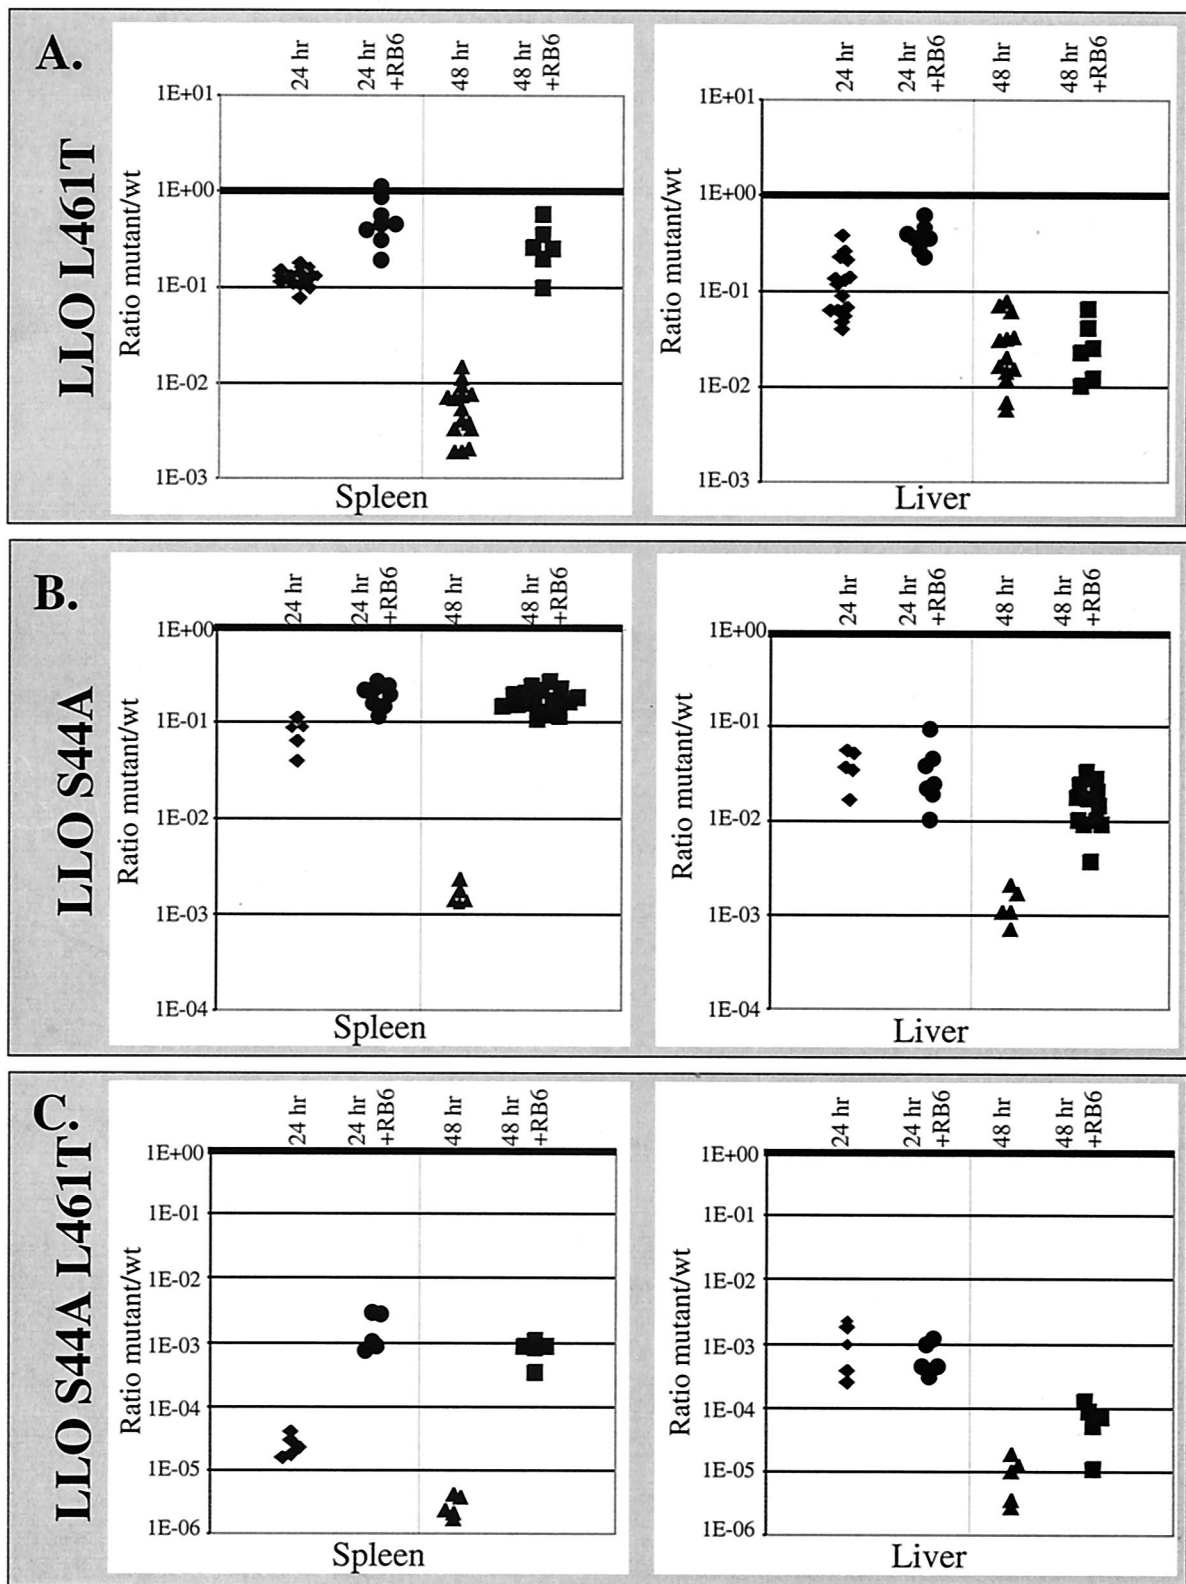 A.
LLO L461T
24 hr
24 hr
+RB6
48 hr
48 hr
+RB6
Ratio mutant/wt
1E+01
1E+00
1E-01
1E-02
1E-03
Spleen
24 hr
24 hr
+RB6
48 hr
48 hr
+RB6
Ratio mutant/wt
1E+01
1E+00
1E-01
1E-02
1E-03
Liver
B.
LLO S44A
24 hr
24 hr
+RB6
48 hr
48 hr
+RB6
Ratio mutant/wt
1E+00
1E-01
1E-02
1E-03
1E-04
Spleen
24 hr
24 hr
+RB6
48 hr
48 hr
+RB6
Ratio mutant/wt
1E+00
1E-01
1E-02
1E-03
1E-04
Liver
C.
LLO S44A L461T
24 hr
24 hr
+RB6
48 hr
48 hr
+RB6
Ratio mutant/wt
1E+00
1E-01
1E-02
1E-03
1E-04
1E-05
1E-06
Spleen
24 hr
24 hr
+RB6
48 hr
48 hr
+RB6
Ratio mutant/wt
1E+00
1E-01
1E-02
1E-03
1E-04
1E-05
1E-06
Liver